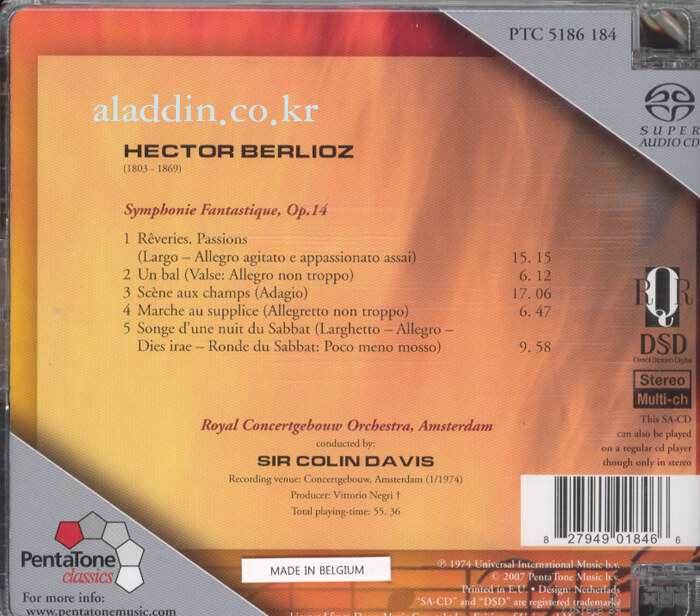 PTC 5186 184
SUPER
AUDIO CD
aladdin.co.kr
HECTOR BERLIOZ
(1803 - 1869)
Symphonie Fantastique, Op.14
1 Rêveries. Passions
(Largo – Allegro agitato e appassionato assai) 15. 15
2 Un bal (Valse: Allegro non troppo) 6. 12
3 Scène aux champs (Adagio) 17. 06
4 Marche au supplice (Allegretto non troppo) 6. 47
5 Songe d'une nuit du Sabbat (Larghetto – Allegro –
Dies irae – Ronde du Sabbat: Poco meno mosso) 9. 58
RQR
DSD
Direct Stream Digital
Stereo
Multi-ch
This SA-CD
can also be played
on a regular cd player
though only in stereo
Royal Concertgebouw Orchestra, Amsterdam
conducted by:
SIR COLIN DAVIS
Recording venue: Concertgebouw, Amsterdam (1/1974)
Producer: Vittorio Negri †
Total playing-time: 55. 36
8 27949 01846 6
PentaTone
classics
MADE IN BELGIUM
For more info:
www.pentatonemusic.com
℗ 1974 Universal International Music b.v.
© 2007 PentaTone Music b.v.
Printed in E.U. • Design: Netherlads
"SA-CD" and "DSD" are registered trademarks